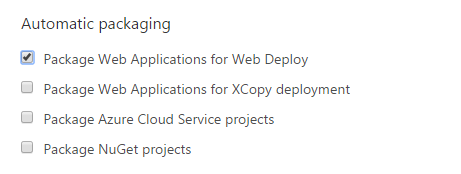 Automatic packaging
Package Web Applications for Web Deploy
Package Web Applications for XCopy deployment
Package Azure Cloud Service projects
Package NuGet projects